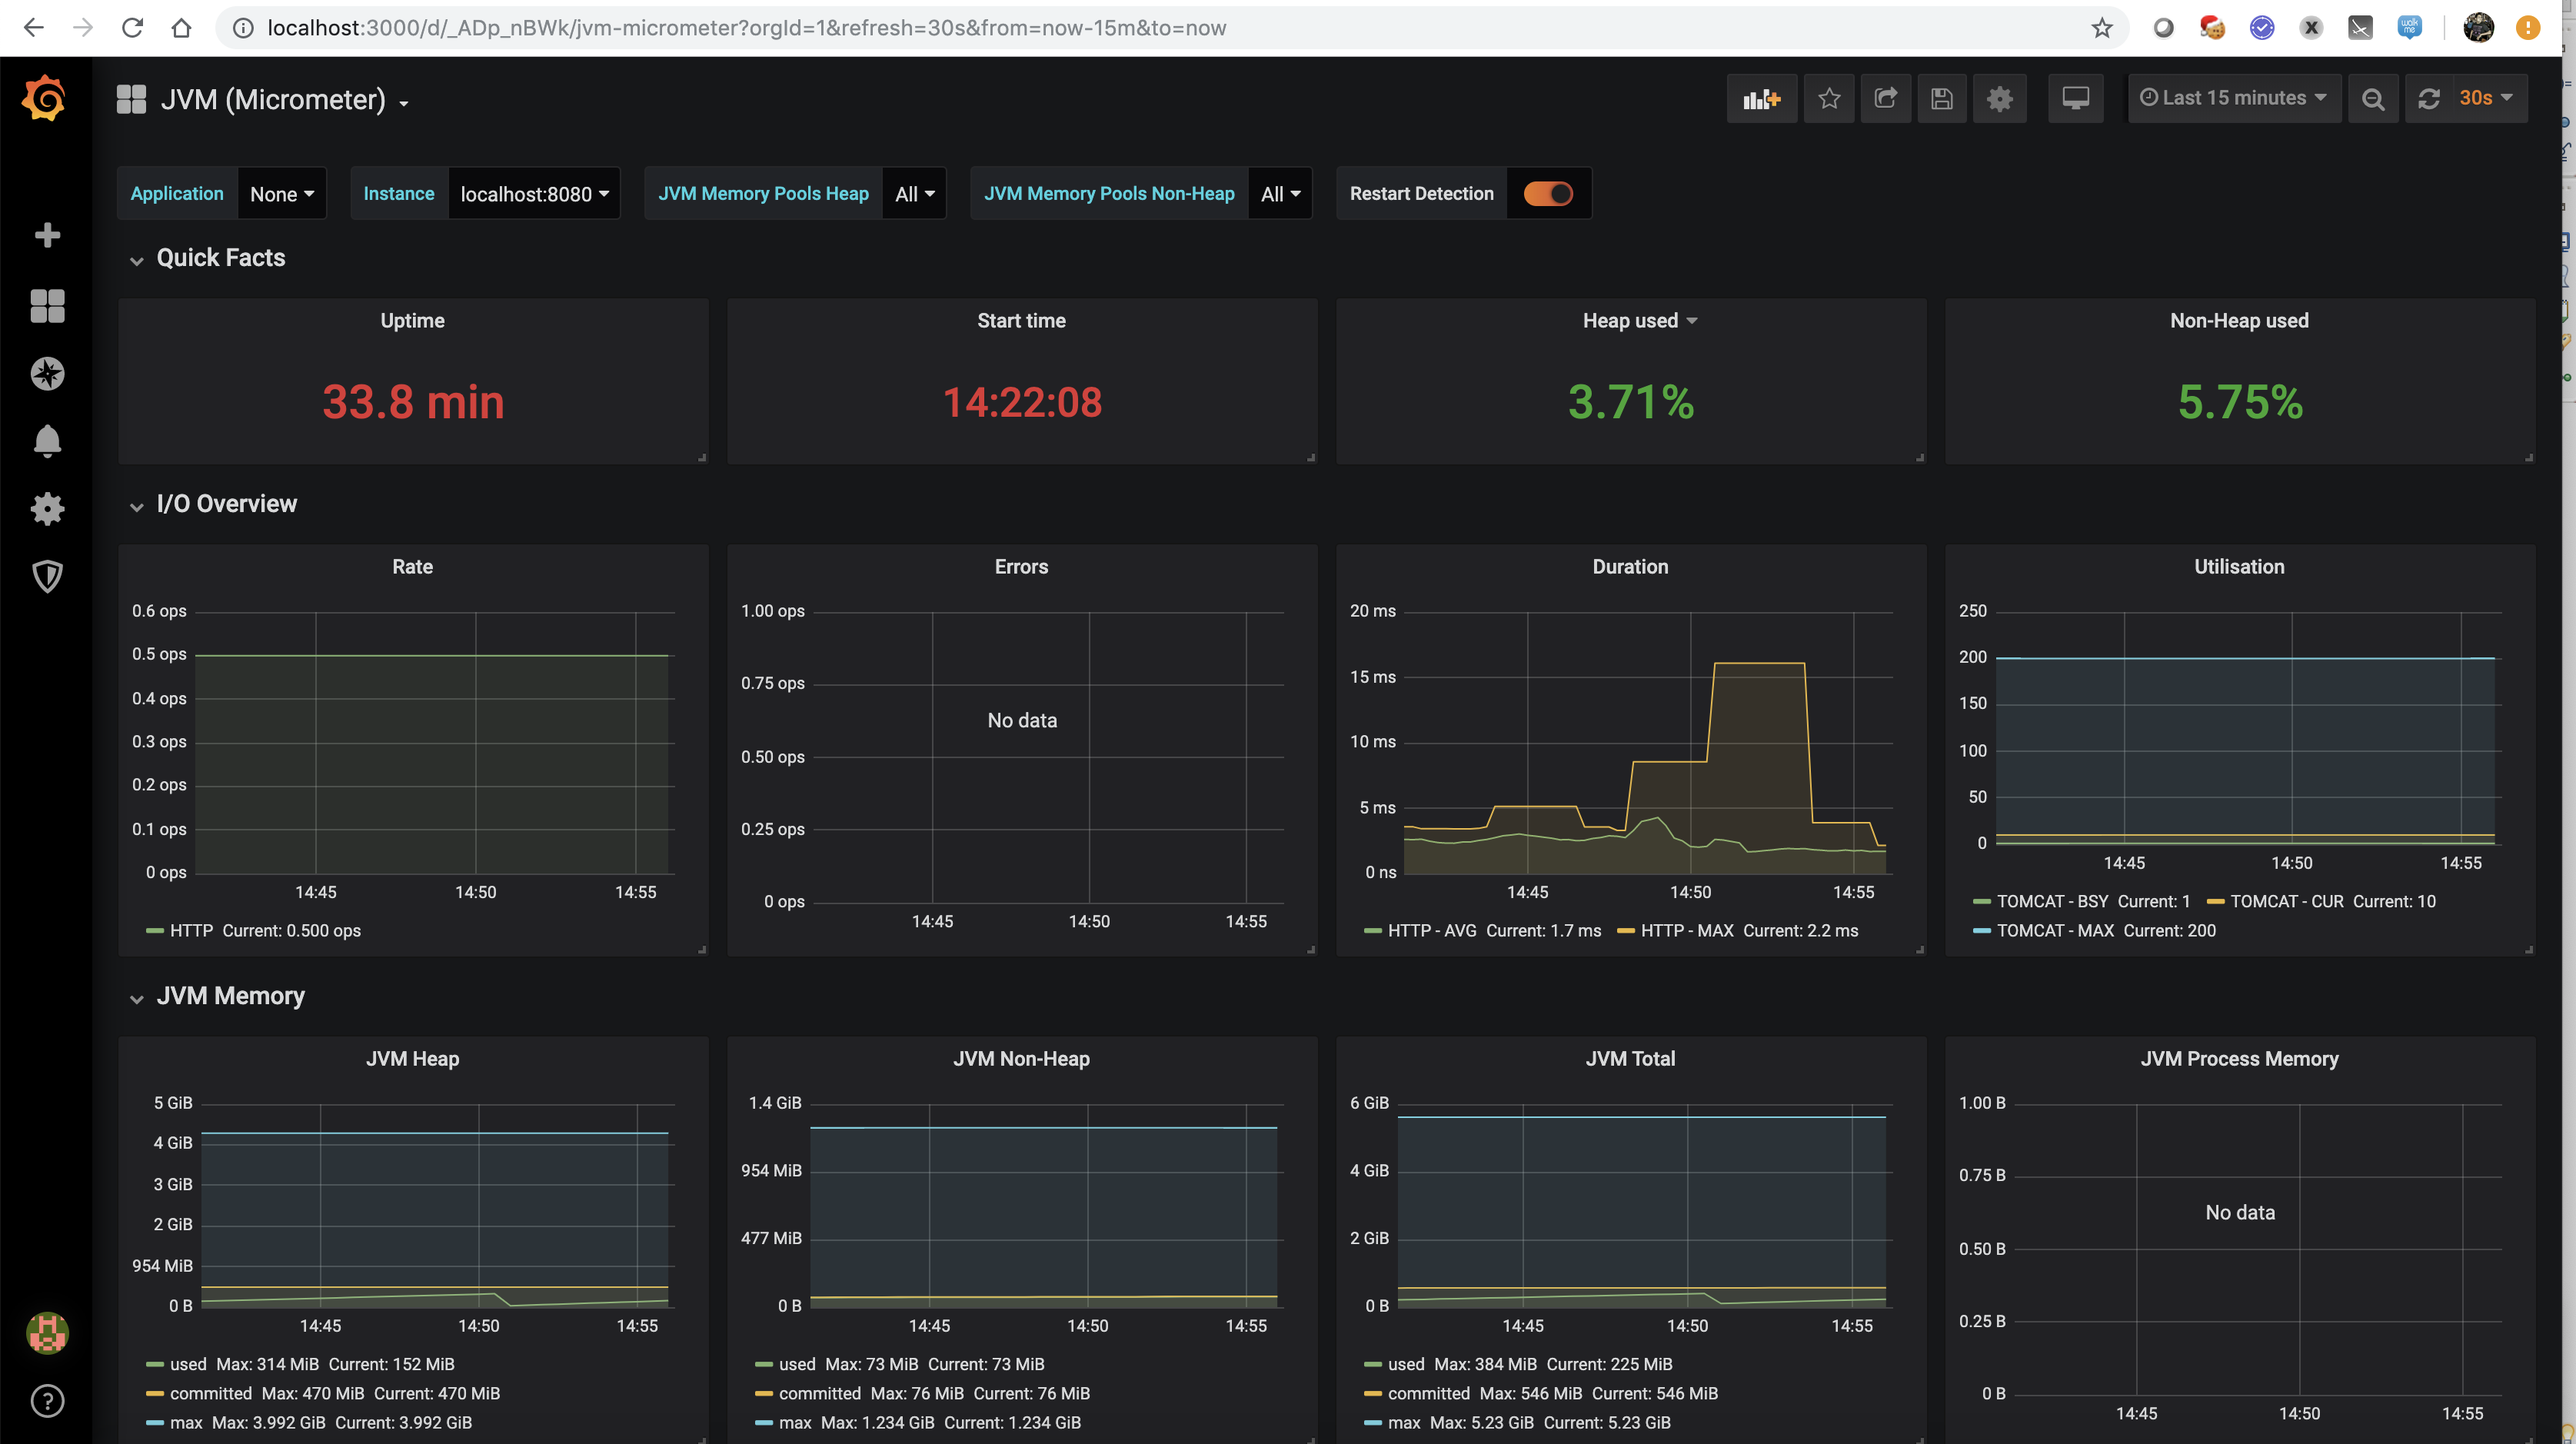 localhost:3000/d/_ADp_nBWk/jvm-micrometer?orgId=1&refresh=30s&from=now-15m&to=now
JVM (Micrometer)
Last 15 minutes
30s
Application None
Instance localhost:8080
JVM Memory Pools Heap All
JVM Memory Pools Non-Heap All
Restart Detection
Quick Facts
Uptime
33.8 min
Start time
14:22:08
Heap used
3.71%
Non-Heap used
5.75%
I/O Overview
Rate
0.6 ops
0.5 ops
0.4 ops
0.3 ops
0.2 ops
0.1 ops
0 ops
14:45 14:50 14:55
HTTP Current: 0.500 ops
Errors
1.00 ops
0.75 ops
No data
0.50 ops
0.25 ops
0 ops
14:45 14:50 14:55
Duration
20 ms
15 ms
10 ms
5 ms
0 ns
14:45 14:50 14:55
HTTP - AVG Current: 1.7 ms HTTP - MAX Current: 2.2 ms
Utilisation
250
200
150
100
50
0
14:45 14:50 14:55
TOMCAT - BSY Current: 1 TOMCAT - CUR Current: 10
TOMCAT - MAX Current: 200
JVM Memory
JVM Heap
5 GiB
4 GiB
3 GiB
2 GiB
954 MiB
0 B
14:45 14:50 14:55
used Max: 314 MiB Current: 152 MiB
committed Max: 470 MiB Current: 470 MiB
max Max: 3.992 GiB Current: 3.992 GiB
JVM Non-Heap
1.4 GiB
954 MiB
477 MiB
0 B
14:45 14:50 14:55
used Max: 73 MiB Current: 73 MiB
committed Max: 76 MiB Current: 76 MiB
max Max: 1.234 GiB Current: 1.234 GiB
JVM Total
6 GiB
4 GiB
2 GiB
0 B
14:45 14:50 14:55
used Max: 384 MiB Current: 225 MiB
committed Max: 546 MiB Current: 546 MiB
max Max: 5.23 GiB Current: 5.23 GiB
JVM Process Memory
1.00 B
0.75 B
No data
0.50 B
0.25 B
0 B
14:45 14:50 14:55